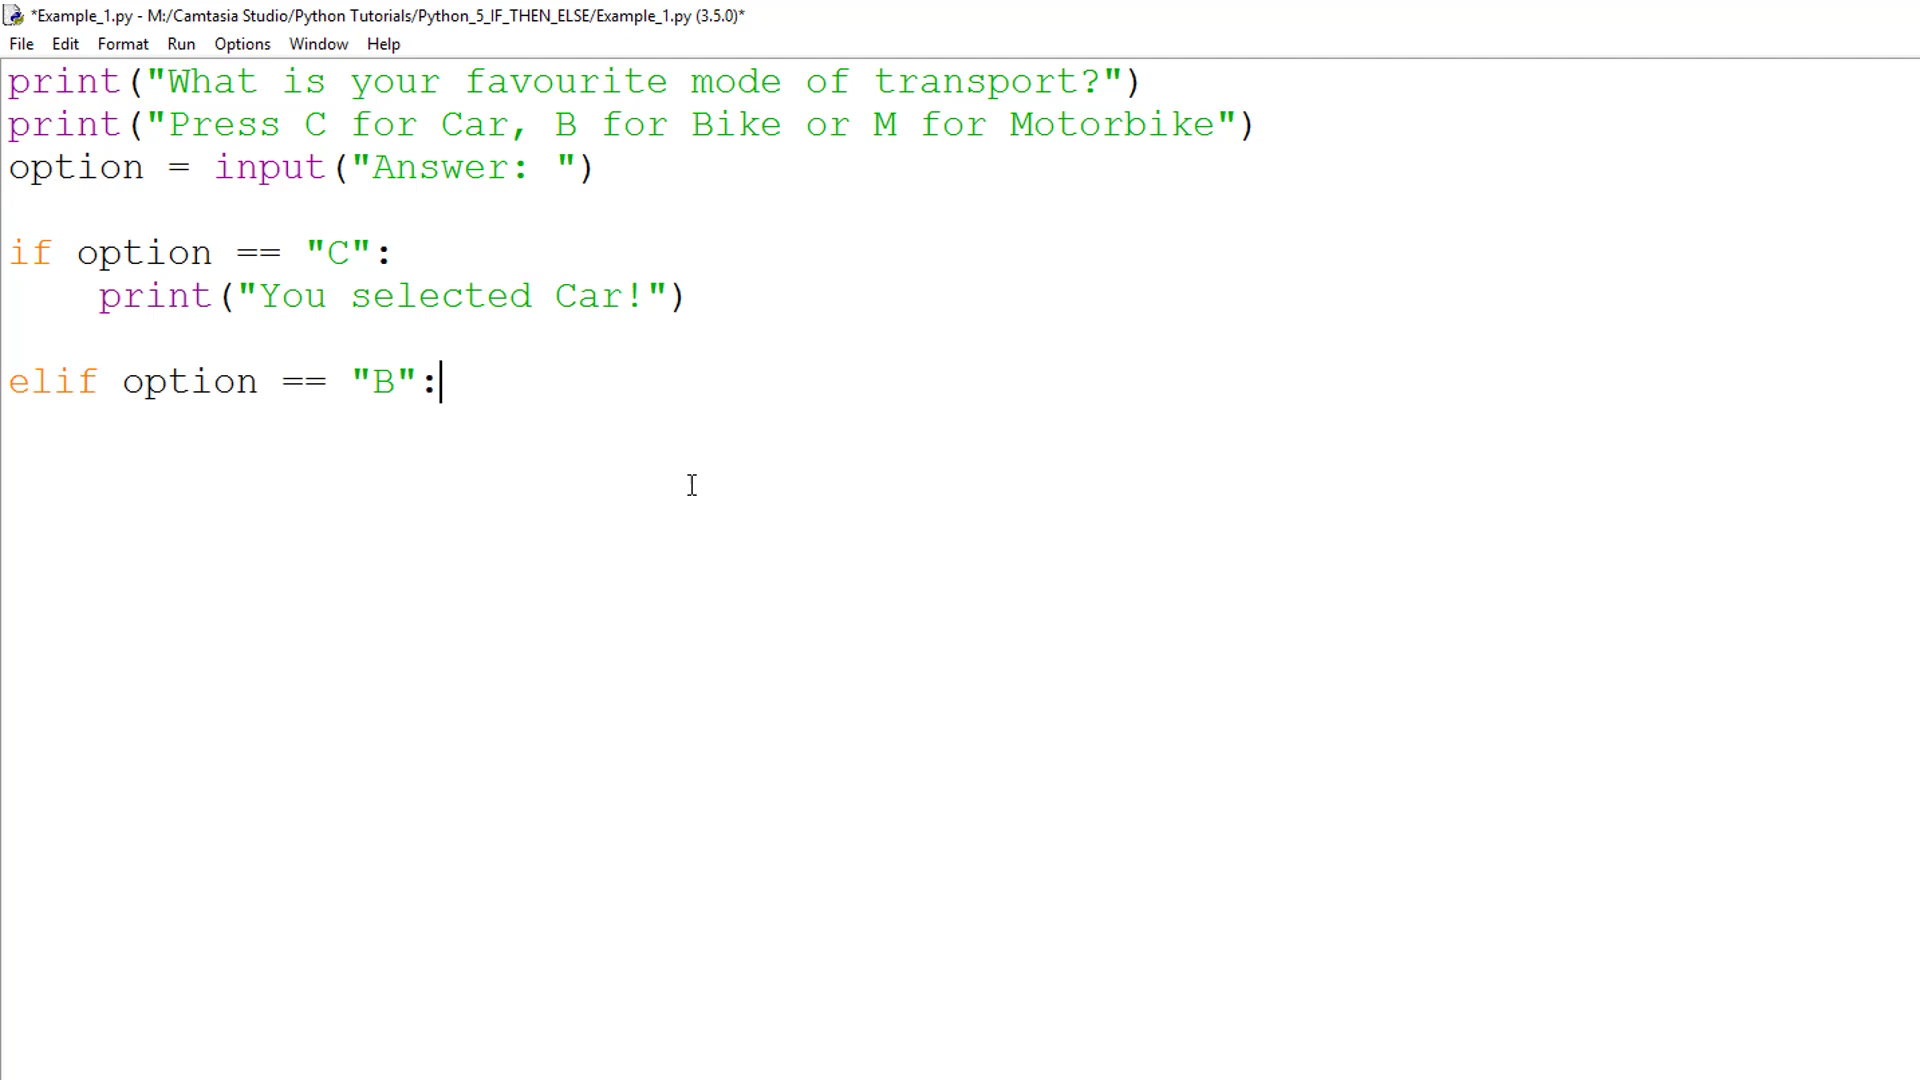 *Example_1.py - M:/Camtasia Studio/Python Tutorials/Python_5_IF_THEN_ELSE/Example_1.py (3.5.0)*
File Edit Format Run Options Window Help
print("What is your favourite mode of transport?")
print("Press C for Car, B for Bike or M for Motorbike")
option = input("Answer: ")
if option == "C":
    print("You selected Car!")
elif option == "B":